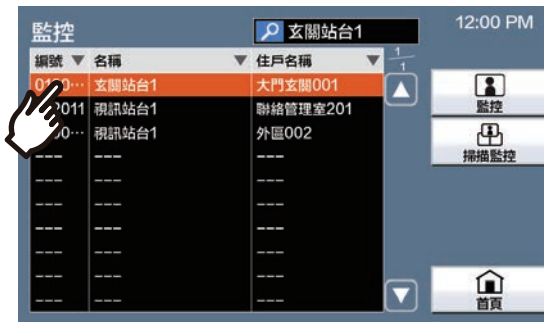 監控
玄關站台1
12:00 PM
編號 ▼ 名稱 ▼ 住戶名稱 ▼
1/1
玄關站台1 大門玄關001
011 視訊站台1 聯絡管理室201
0… 視訊站台1 外區002
--- --- ---
--- --- ---
--- --- ---
--- --- ---
--- --- ---
--- --- ---
監控
掃描監控
首頁